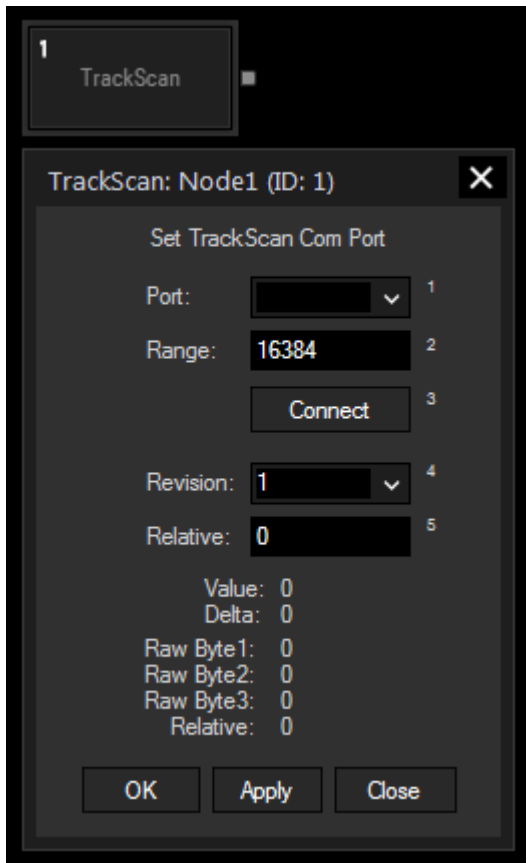 1
TrackScan
TrackScan: Node1 (ID: 1)
Set TrackScan Com Port
Port: 1
Range: 16384 2
Connect 3
Revision: 1 4
Relative: 0 5
Value: 0
Delta: 0
Raw Byte1: 0
Raw Byte2: 0
Raw Byte3: 0
Relative: 0
OK Apply Close